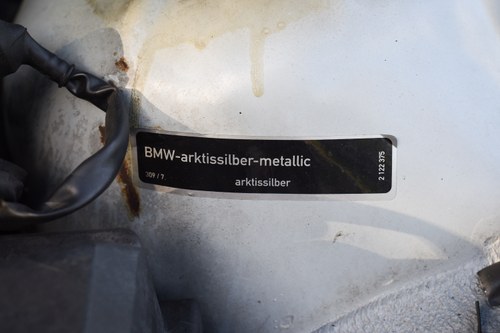 BMW-arktissilber-metallic
309 / 7
arktissilber
2 122 375